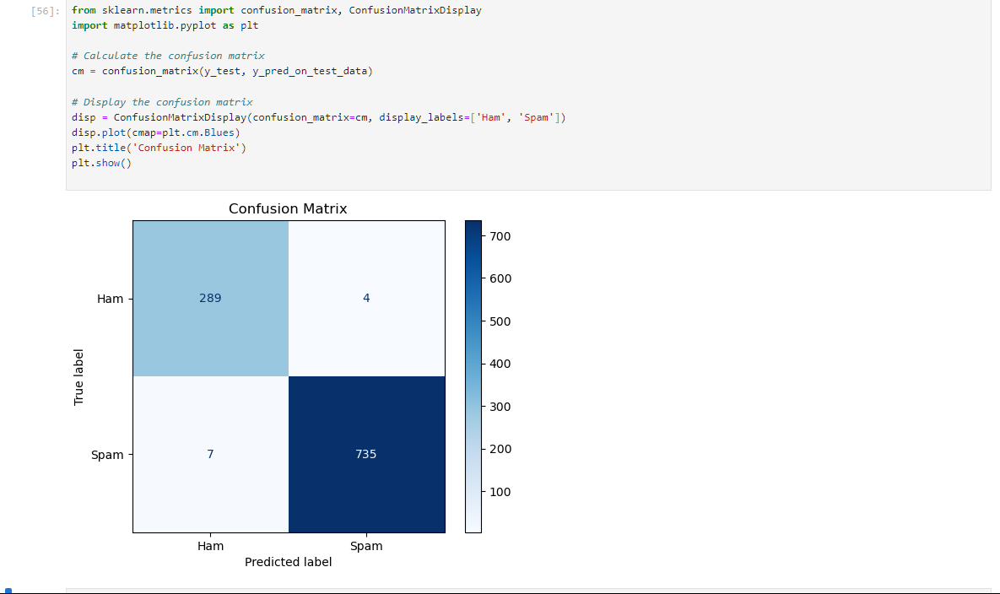 [56]:
from sklearn.metrics import confusion_matrix, ConfusionMatrixDisplay
import matplotlib.pyplot as plt
# Calculate the confusion matrix
cm = confusion_matrix(y_test, y_pred_on_test_data)
# Display the confusion matrix
disp = ConfusionMatrixDisplay(confusion_matrix=cm, display_labels=['Ham', 'Spam'])
disp.plot(cmap=plt.cm.Blues)
plt.title('Confusion Matrix')
plt.show()
Confusion Matrix
Ham
289
4
Spam
7
735
True label
Ham
Spam
Predicted label
700
600
500
400
300
200
100